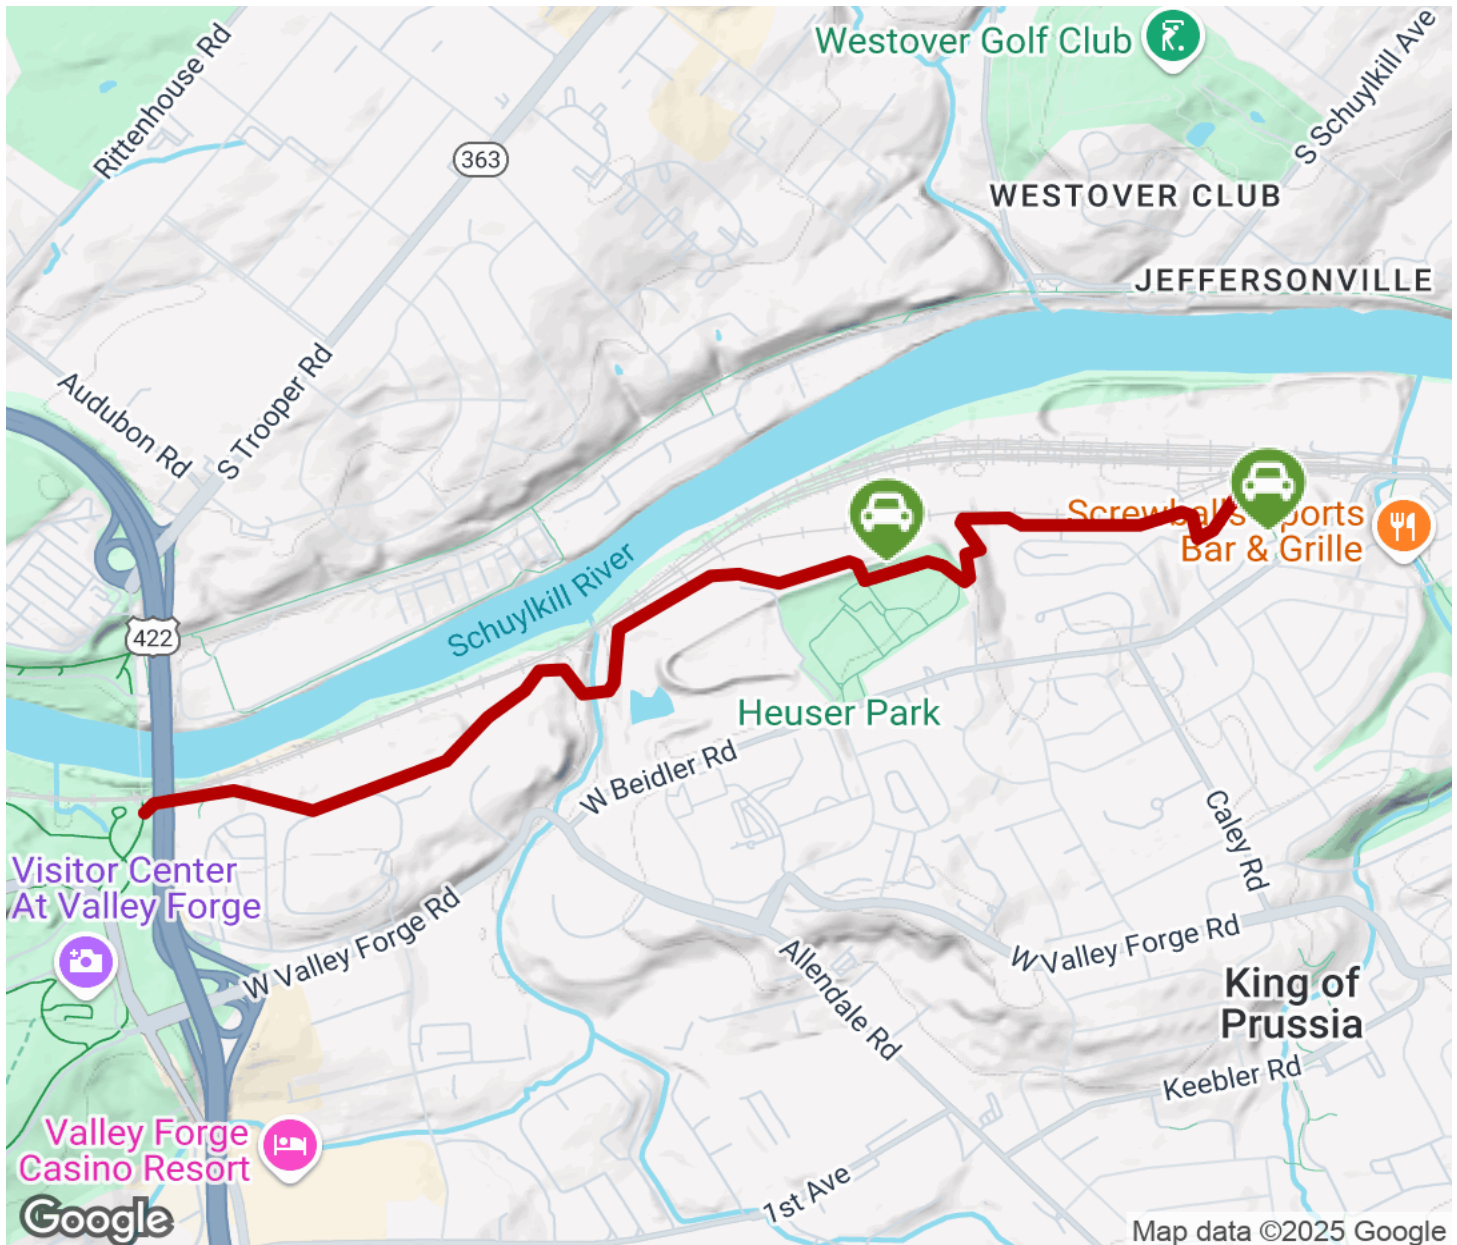 Rittenhouse Rd
Westover Golf Club
S Schuylkill Ave
363
WESTOVER CLUB
JEFFERSONVILLE
Audubon Rd
S Trooper Rd
422
Schuylkill River
Screwballs Sports
Bar & Grille
Heuser Park
W Beidler Rd
Caley Rd
Visitor Center
At Valley Forge
W Valley Forge Rd
W Valley Forge Rd
Allendale Rd
King of
Prussia
Keebler Rd
Valley Forge
Casino Resort
1st Ave
Google
Map data ©2025 Google